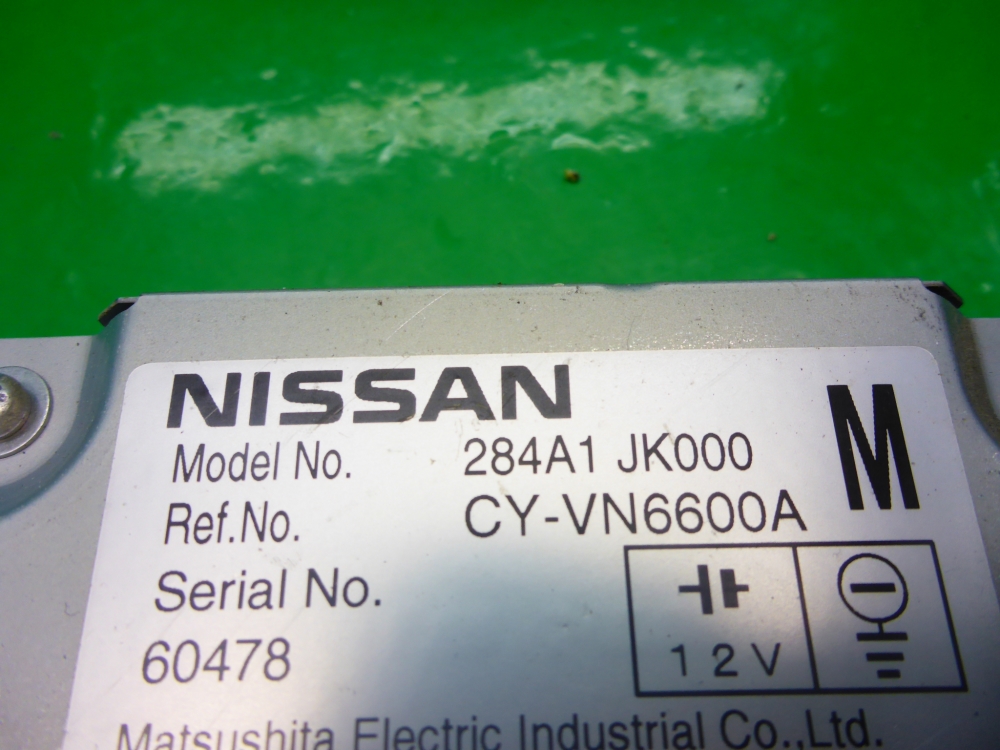 NISSAN
M
Model No. 284A1 JK000
Ref.No. CY-VN6600A
Serial No.
60478
12V
Matsushita Electric Industrial Co.,Ltd.